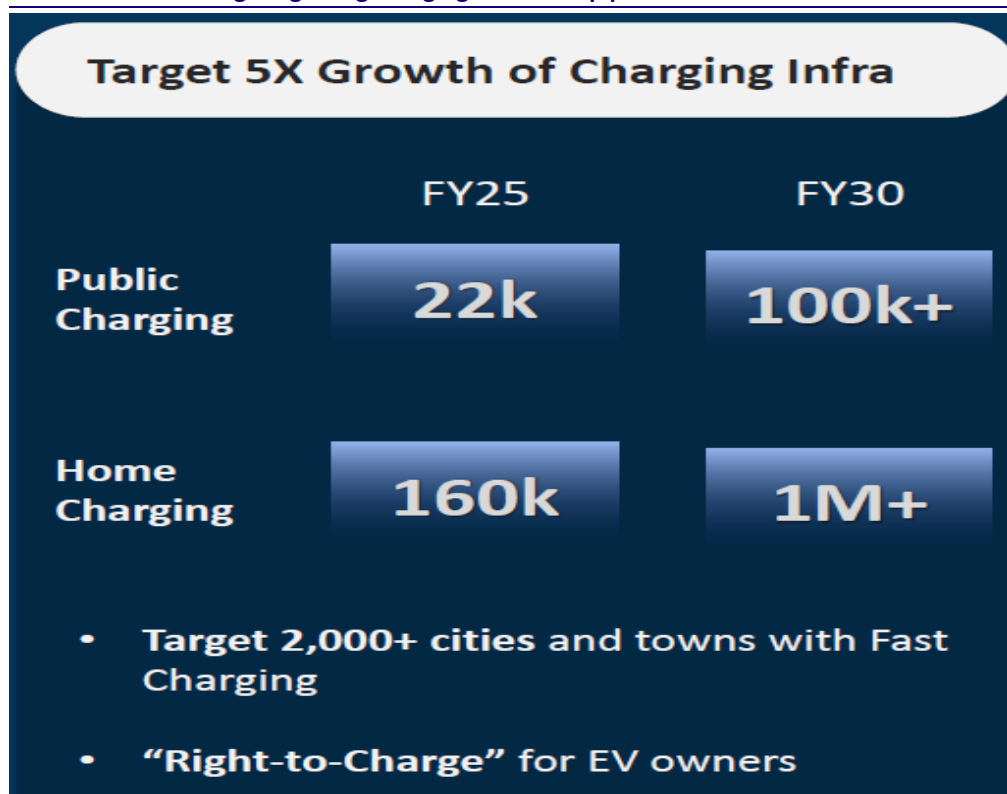 Target 5X Growth of Charging Infra
FY25 FY30
Public
Charging
22k 100k+
Home
Charging
160k 1M+
• Target 2,000+ cities and towns with Fast
Charging
• “Right-to-Charge” for EV owners